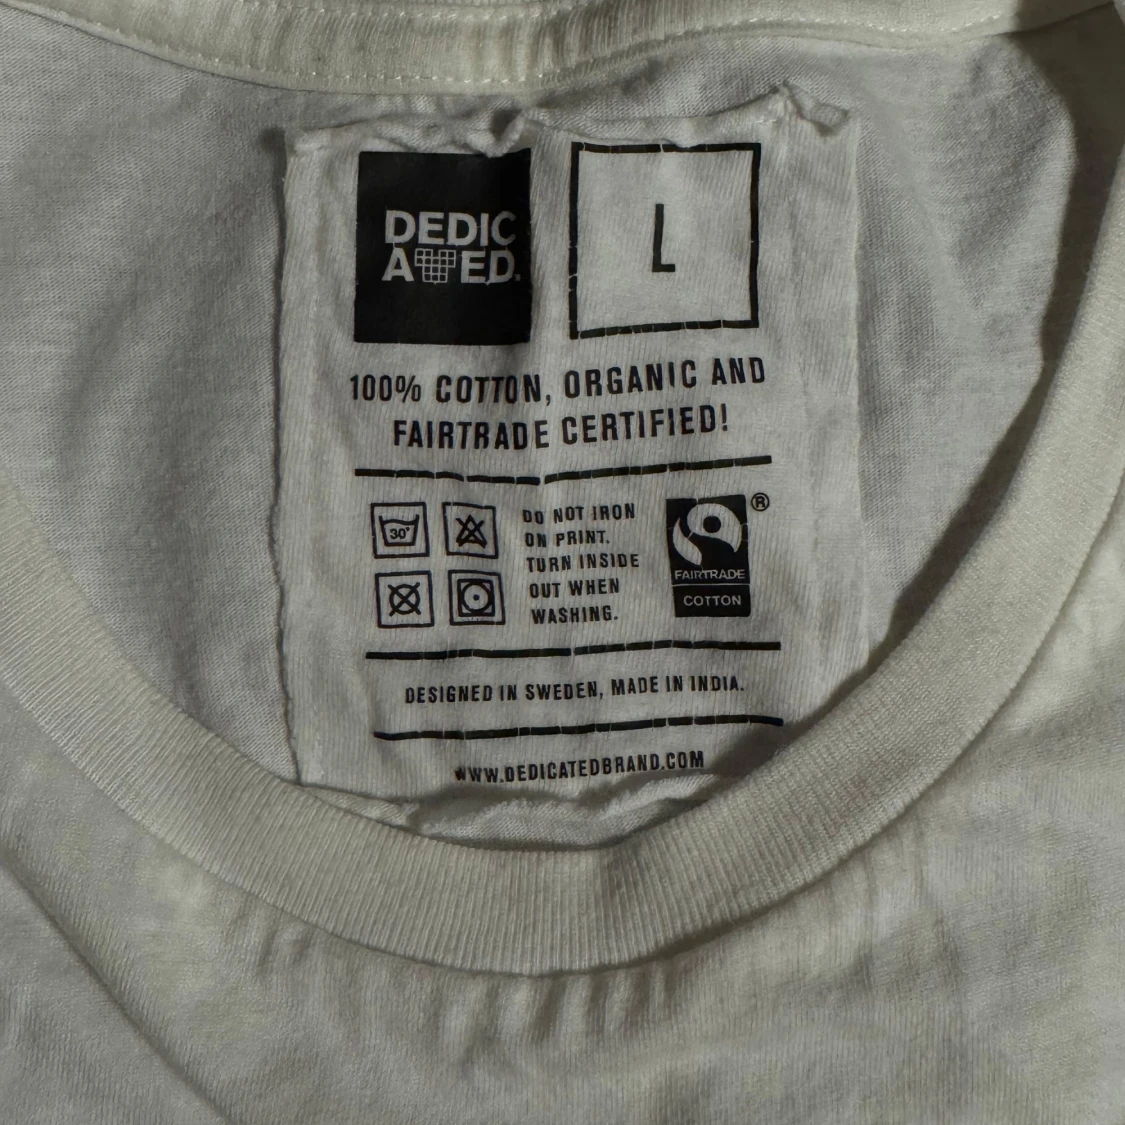 DEDIC
ATED.
L
100% COTTON, ORGANIC AND
FAIRTRADE CERTIFIED!
30°
DO NOT IRON
ON PRINT.
TURN INSIDE
OUT WHEN
WASHING.
®
FAIRTRADE
COTTON
DESIGNED IN SWEDEN, MADE IN INDIA.
WWW.DEDICATEDBRAND.COM